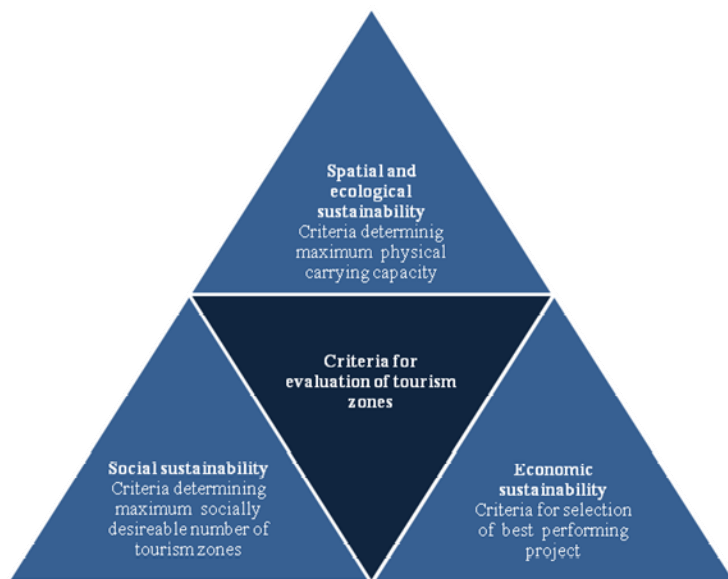 Spatial and
ecological
sustainability
Criteria determinig
maximum physical
carrying capacity
Criteria for
evaluation of tourism
zones
Social sustainability
Criteria determining
maximum socially
desireable number of
tourism zones
Economic
sustainability
Criteria for selection
of best performing
project